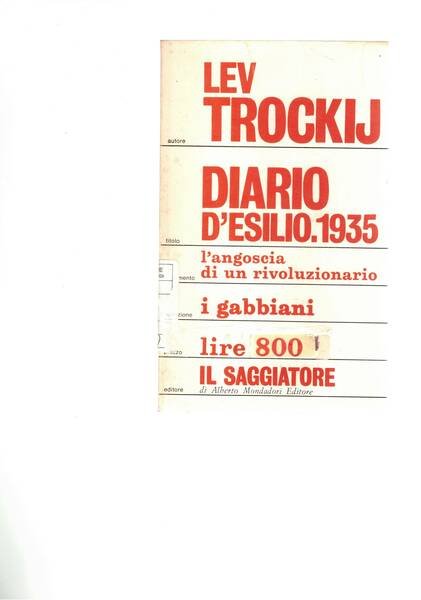 LEV
TROCKIJ
autore
DIARIO
D'ESILIO.1935
titolo
l'angoscia
di un rivoluzionario
i gabbiani
lire 800
IL SAGGIATORE
editore
di Alberto Mondadori Editore